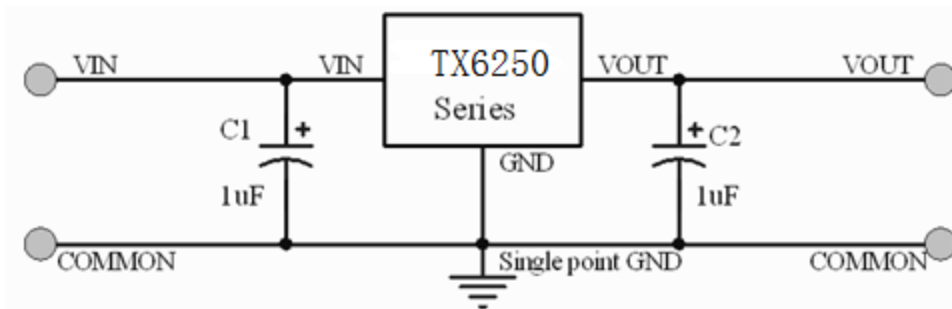 VIN
VIN
TX6250
Series
VOUT
VOUT
C1
+
1uF
GND
+
C2
1uF
COMMON
Single point GND
COMMON